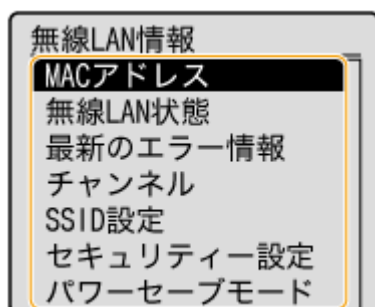 無線LAN情報
MACアドレス
無線LAN状態
最新のエラー情報
チャンネル
SSID設定
セキュリティー設定
パワーセーブモード